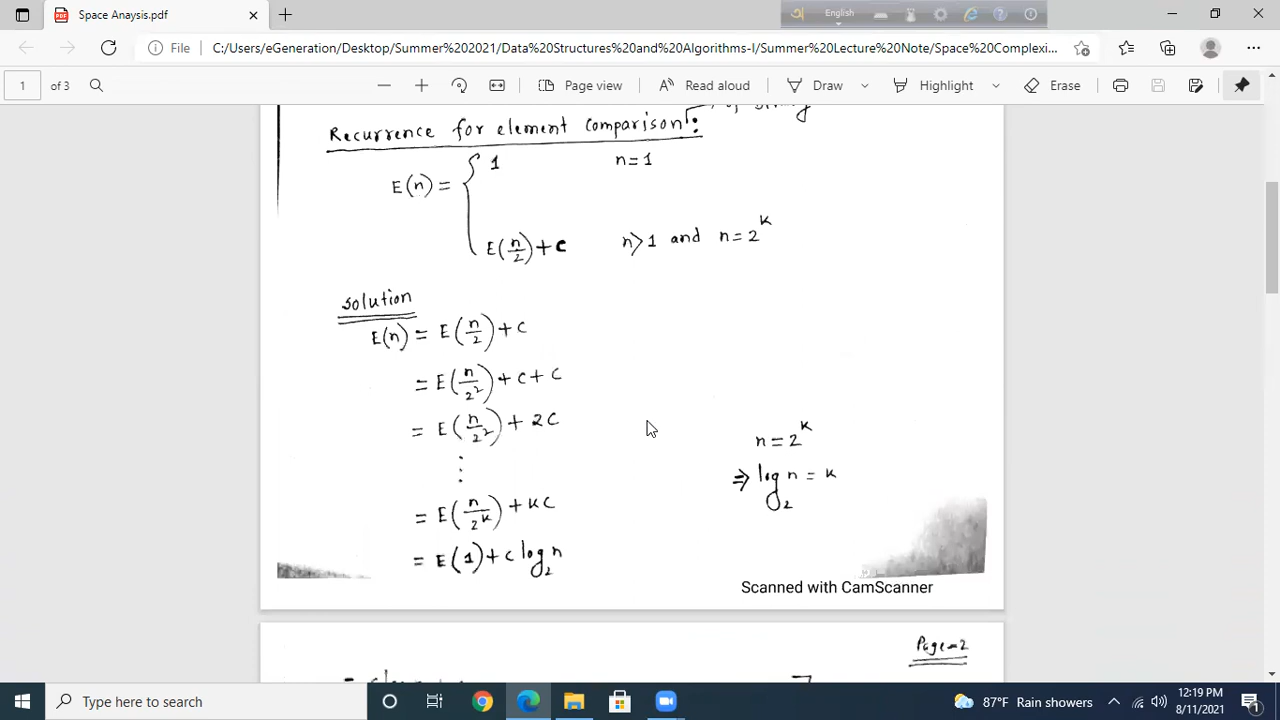 Space Anaysis.pdf
English
File
C:/Users/eGeneration/Desktop/Summer%202021/Data%20Structures%20and%20Algorithms-I/Summer%20Lecture%20Note/Space%20Complexi...
1 of 3
Page view
Read aloud
Draw
Highlight
Erase
Recurrence for element comparison:
E(n) = { 1 n=1
E(n/2)+c n>1 and n=2^k
solution
E(n) = E(n/2)+c
= E(n/2^2)+c+c
= E(n/2^2)+2c
⋮
n=2^k
⇒ log_2 n = k
= E(n/2^k)+kc
= E(1)+c log_2 n
Scanned with CamScanner
Page-2
Type here to search
87°F Rain showers
12:19 PM
8/11/2021